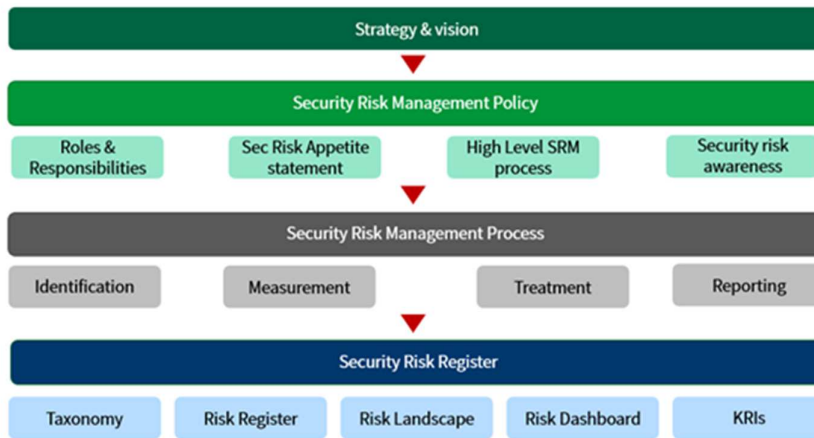 Strategy & vision
Security Risk Management Policy
Roles &
Responsibilities
Sec Risk Appetite
statement
High Level SRM
process
Security risk
awareness
Security Risk Management Process
Identification
Measurement
Treatment
Reporting
Security Risk Register
Taxonomy
Risk Register
Risk Landscape
Risk Dashboard
KRIs